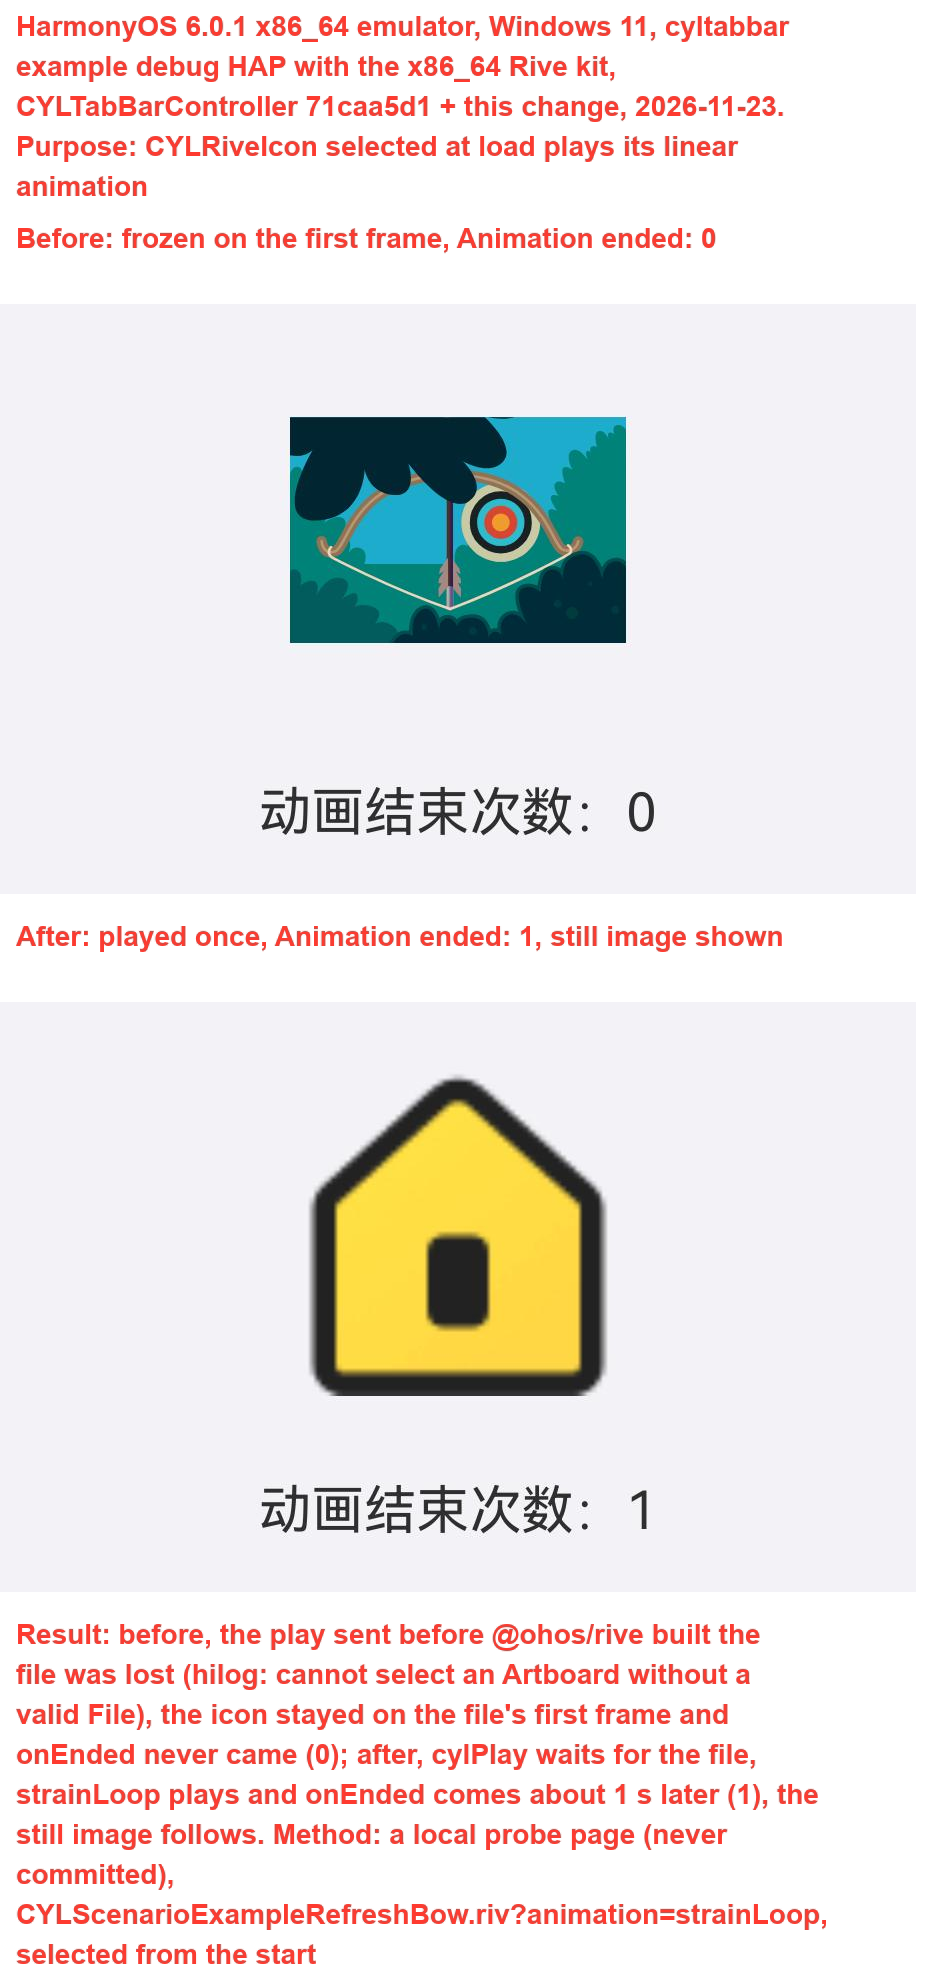 HarmonyOS 6.0.1 x86_64 emulator, Windows 11, cyltabbar
example debug HAP with the x86_64 Rive kit,
CYLTabBarController 71caa5d1 + this change, 2026-11-23.
Purpose: CYLRiveIcon selected at load plays its linear
animation
Before: frozen on the first frame, Animation ended: 0
动画结束次数：0
After: played once, Animation ended: 1, still image shown
动画结束次数：1
Result: before, the play sent before @ohos/rive built the
file was lost (hilog: cannot select an Artboard without a
valid File), the icon stayed on the file's first frame and
onEnded never came (0); after, cylPlay waits for the file,
strainLoop plays and onEnded comes about 1 s later (1), the
still image follows. Method: a local probe page (never
committed),
CYLScenarioExampleRefreshBow.riv?animation=strainLoop,
selected from the start